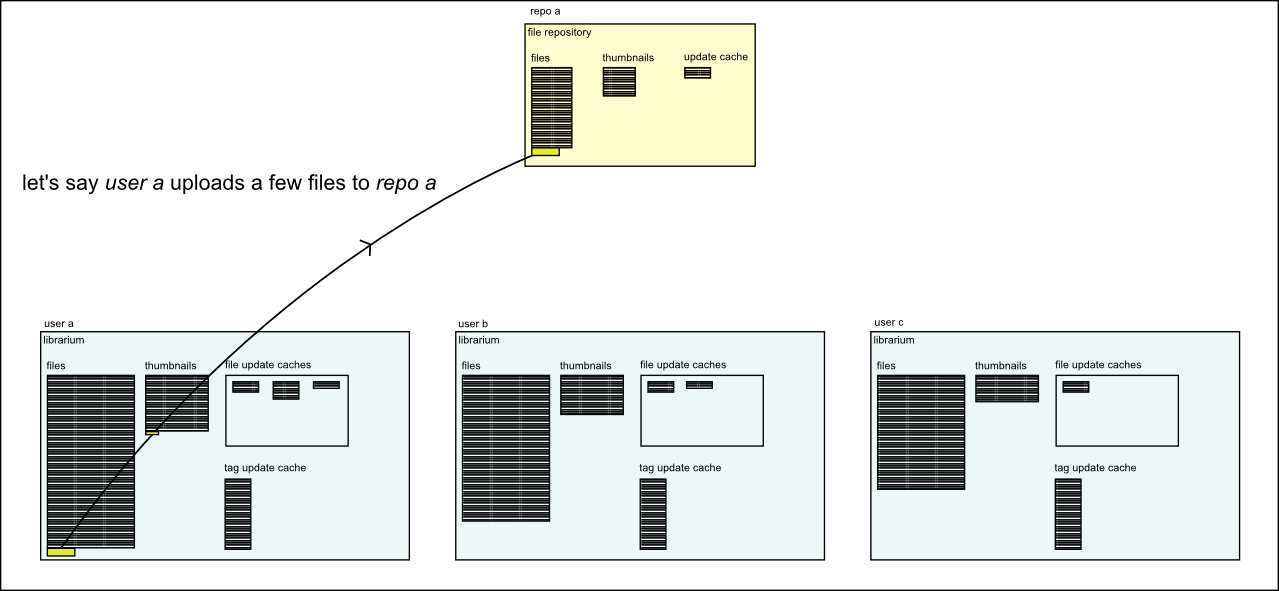 repo a
file repository
files thumbnails update cache
let's say user a uploads a few files to repo a
user a
librarium
files thumbnails file update caches
tag update cache
user b
librarium
files thumbnails file update caches
tag update cache
user c
librarium
files thumbnails file update caches
tag update cache